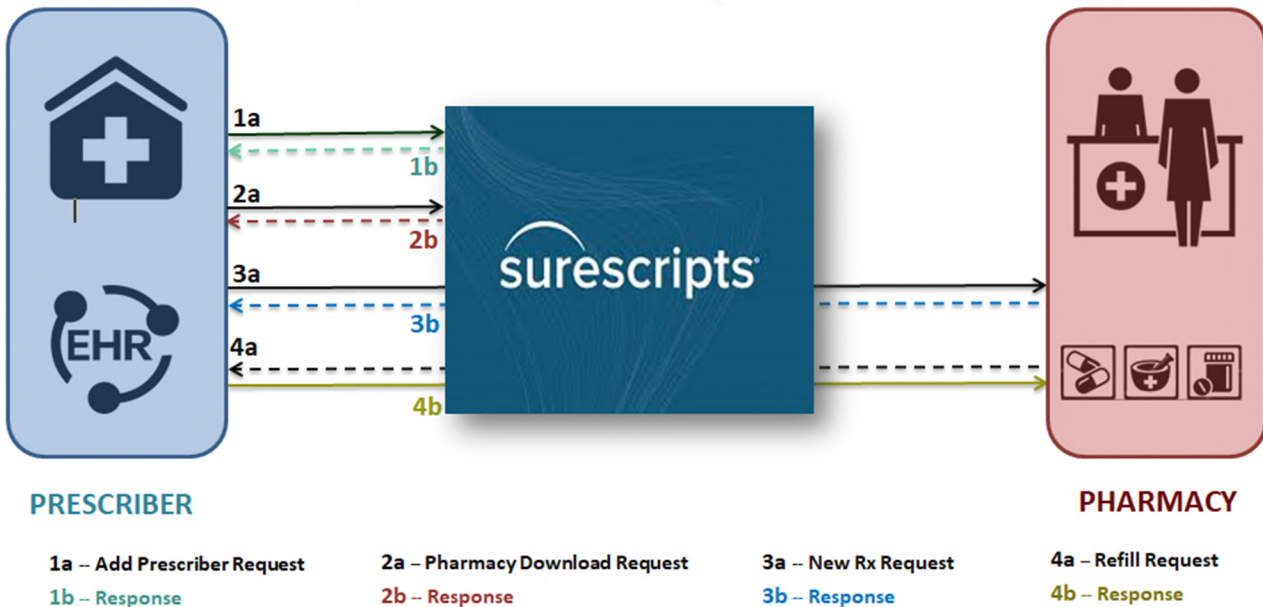 1a
1b
2a
2b
3a
3b
4a
4b
EHR
surescripts
PRESCRIBER
PHARMACY
1a -- Add Prescriber Request
1b -- Response
2a – Pharmacy Download Request
2b – Response
3a -- New Rx Request
3b -- Response
4a – Refill Request
4b – Response